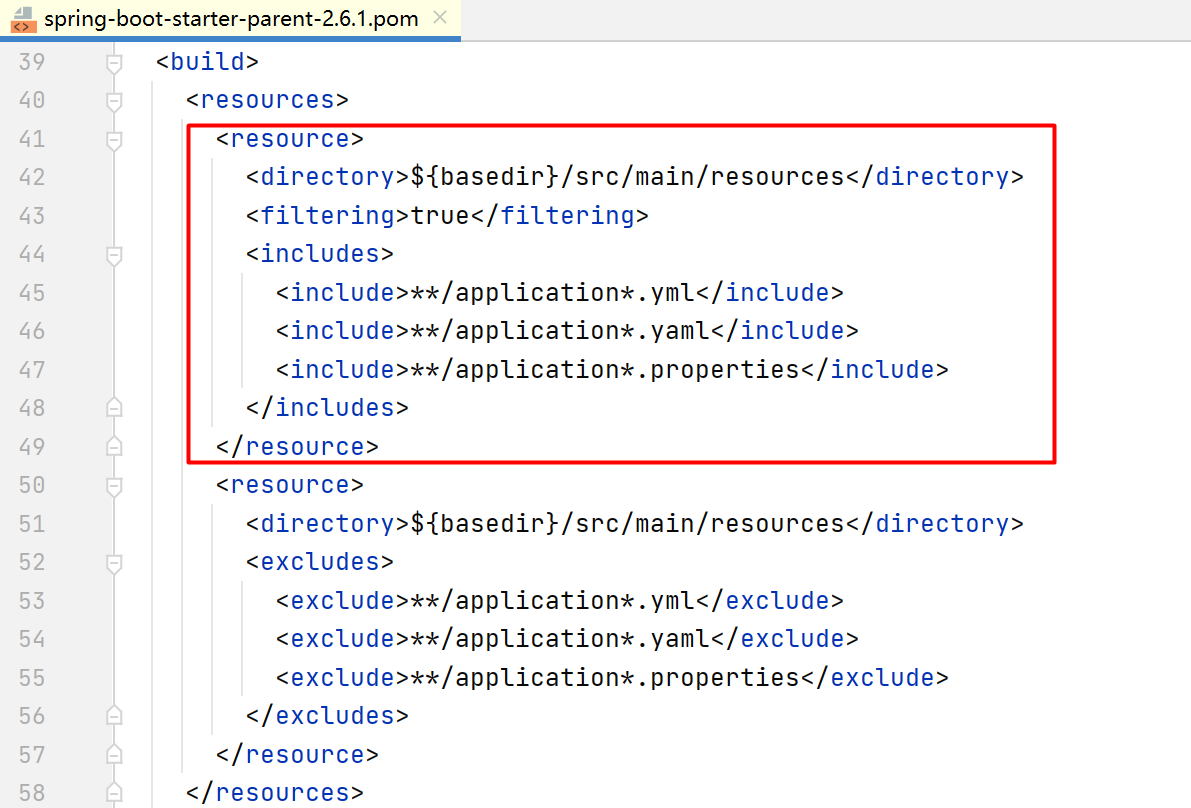 spring-boot-starter-parent-2.6.1.pom
39 <build>
40 <resources>
41 <resource>
42 <directory>${basedir}/src/main/resources</directory>
43 <filtering>true</filtering>
44 <includes>
45 <include>**/application*.yml</include>
46 <include>**/application*.yaml</include>
47 <include>**/application*.properties</include>
48 </includes>
49 </resource>
50 <resource>
51 <directory>${basedir}/src/main/resources</directory>
52 <excludes>
53 <exclude>**/application*.yml</exclude>
54 <exclude>**/application*.yaml</exclude>
55 <exclude>**/application*.properties</exclude>
56 </excludes>
57 </resource>
58 </resources>